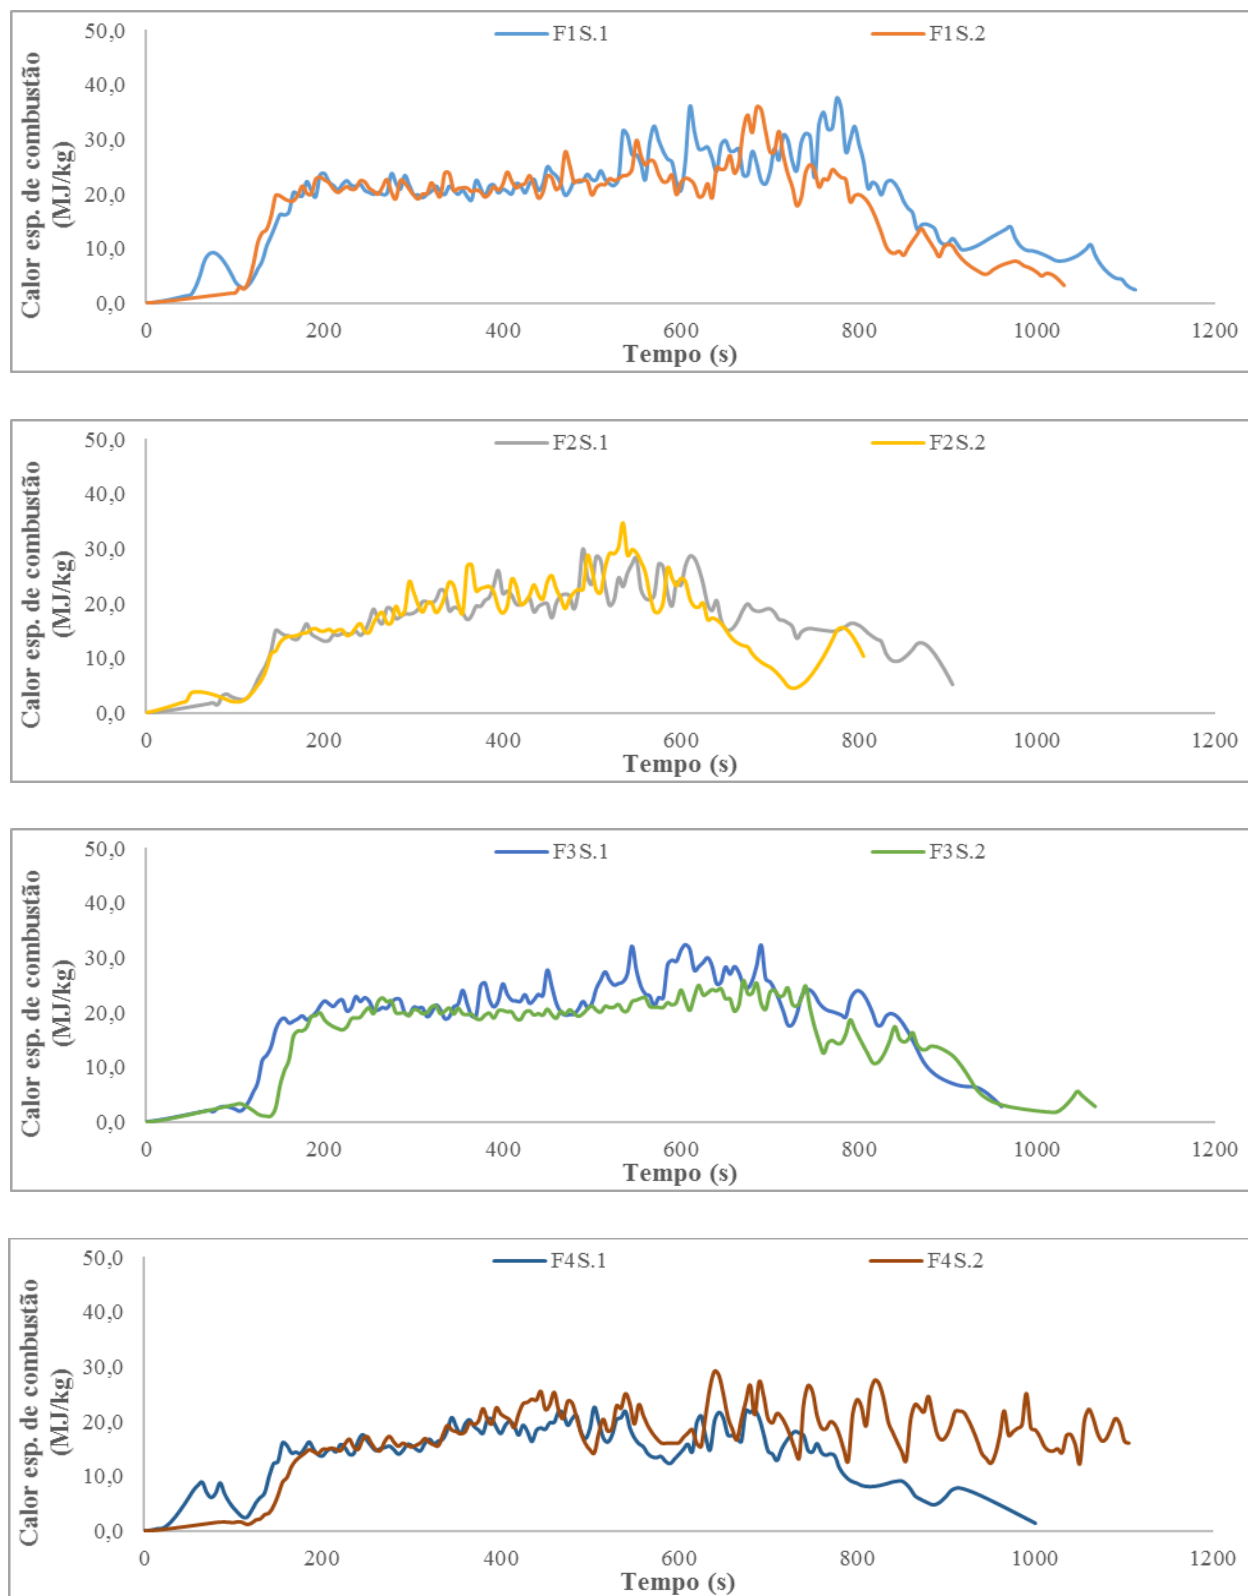 50,0
F1S.1 F1S.2
40,0
30,0
20,0
10,0
0,0
Calor esp. de combustão
(MJ/kg)
0 200 400 600 800 1000 1200
Tempo (s)
50,0
F2S.1 F2S.2
40,0
30,0
20,0
10,0
0,0
Calor esp. de combustão
(MJ/kg)
0 200 400 600 800 1000 1200
Tempo (s)
50,0
F3S.1 F3S.2
40,0
30,0
20,0
10,0
0,0
Calor esp. de combustão
(MJ/kg)
0 200 400 600 800 1000 1200
Tempo (s)
50,0
F4S.1 F4S.2
40,0
30,0
20,0
10,0
0,0
Calor esp. de combustão
(MJ/kg)
0 200 400 600 800 1000 1200
Tempo (s)